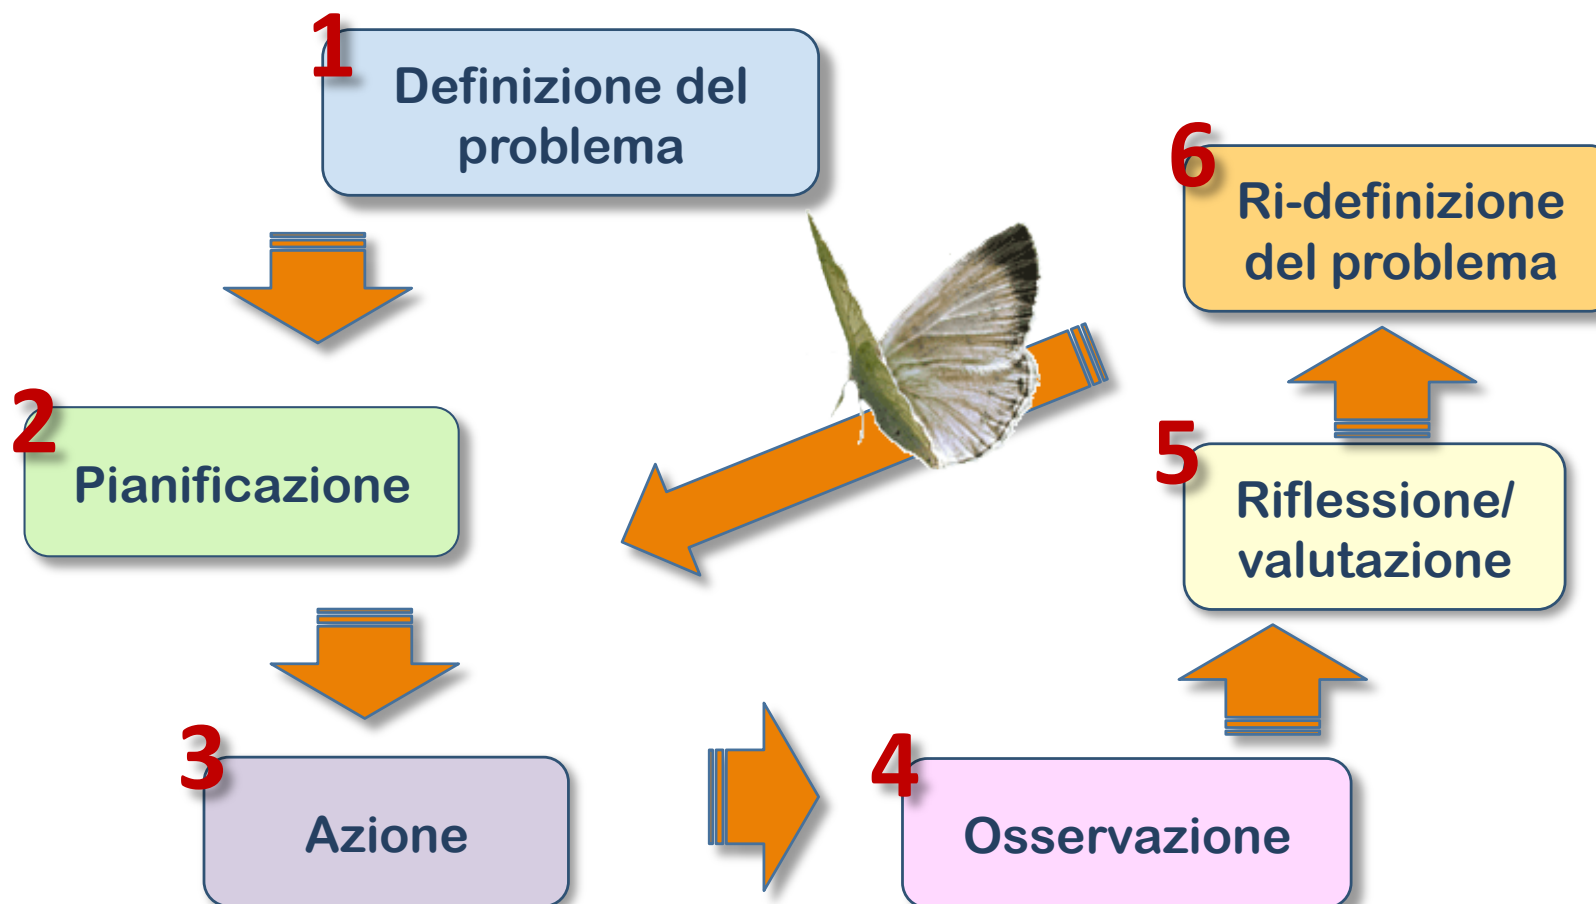 1
Definizione del
problema
2
Pianificazione
3
Azione
4
Osservazione
5
Riflessione/
valutazione
6
Ri-definizione
del problema